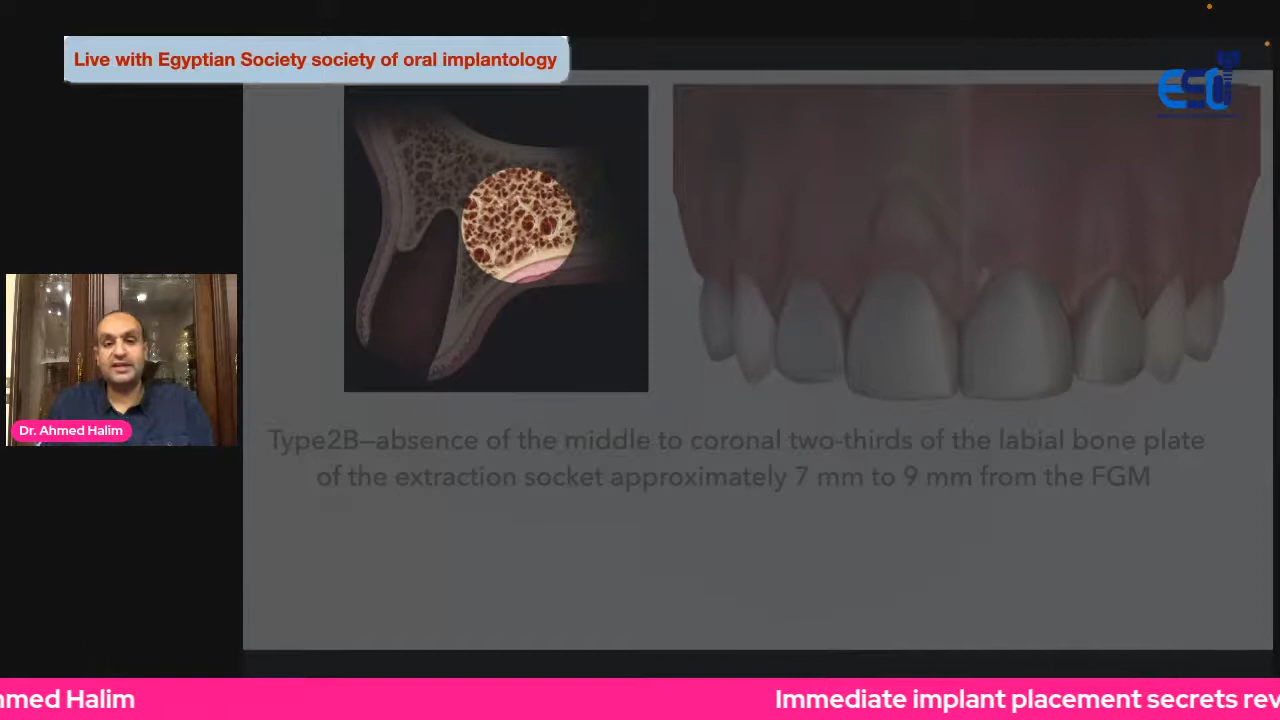 Live with Egyptian Society society of oral implantology
ESOi
Type2B—absence of the middle to coronal two-thirds of the labial bone plate
of the extraction socket approximately 7 mm to 9 mm from the FGM
Dr. Ahmed Halim
hmed Halim
Immediate implant placement secrets rev